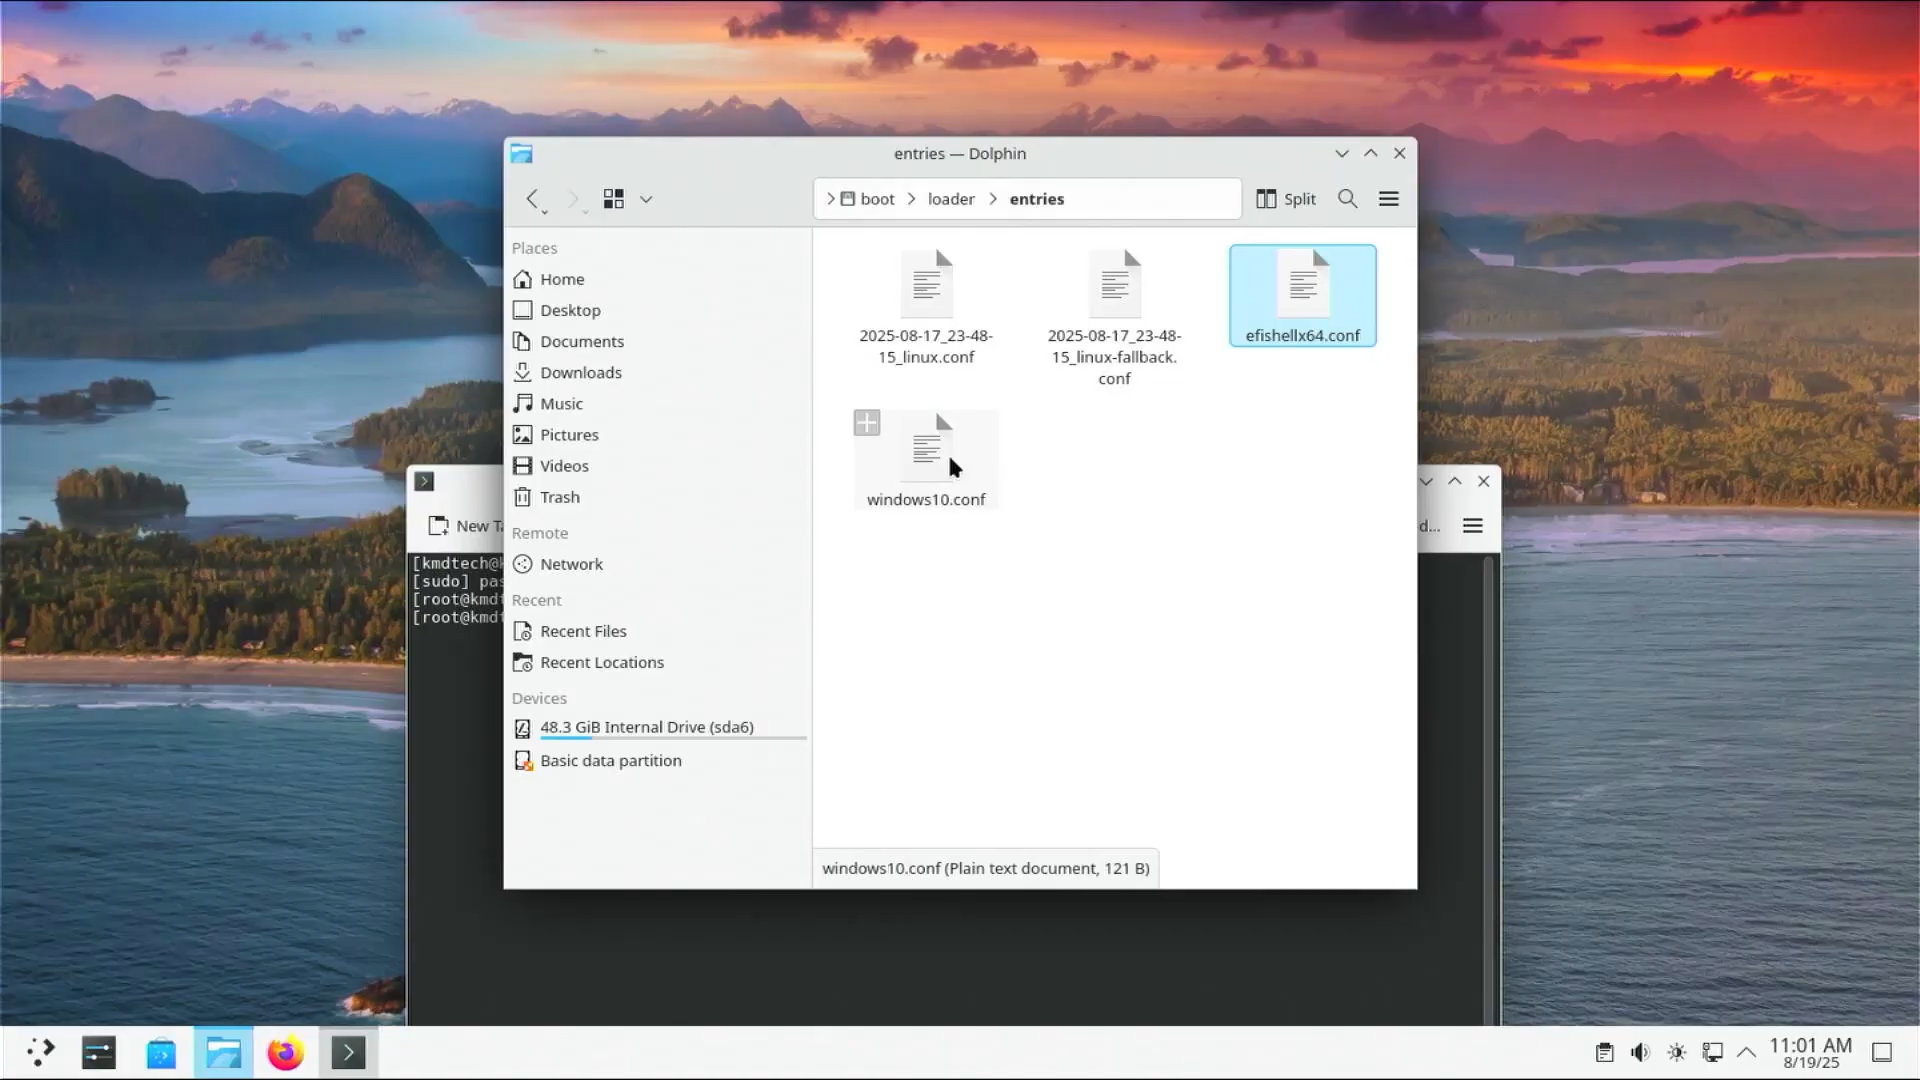 entries — Dolphin
boot
loader
entries
Split
Places
Home
Desktop
Documents
Downloads
Music
Pictures
Videos
Trash
Remote
Network
Recent
Recent Files
Recent Locations
Devices
48.3 GiB Internal Drive (sda6)
Basic data partition
2025-08-17_23-48-
15_linux.conf
2025-08-17_23-48-
15_linux-fallback.
conf
efishellx64.conf
windows10.conf
windows10.conf (Plain text document, 121 B)
New T
d...
[kmdtech@
[sudo] pas
[root@kmd
[root@kmd
11:01 AM
8/19/25